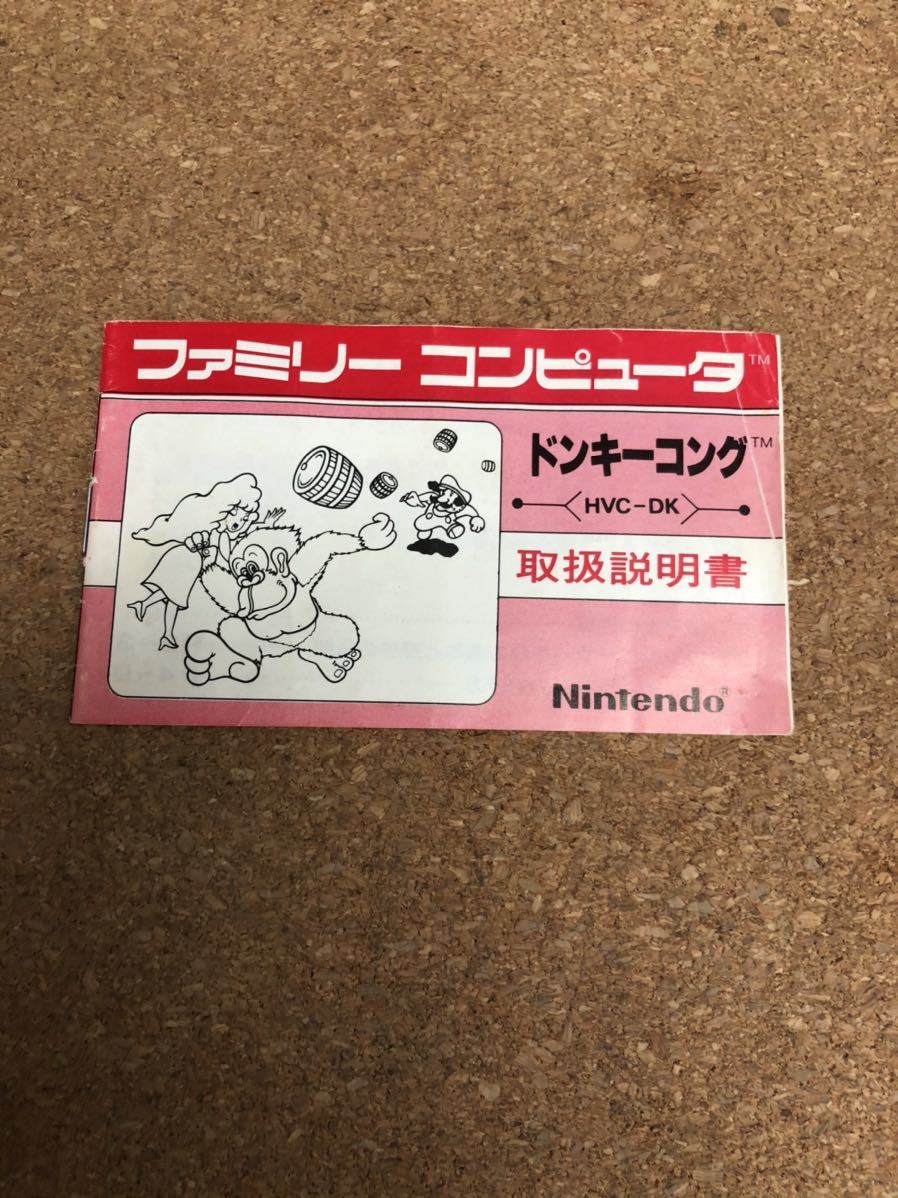 ファミリー コンピュータ™
ドンキーコング™
HVC-DK
取扱説明書
Nintendo®